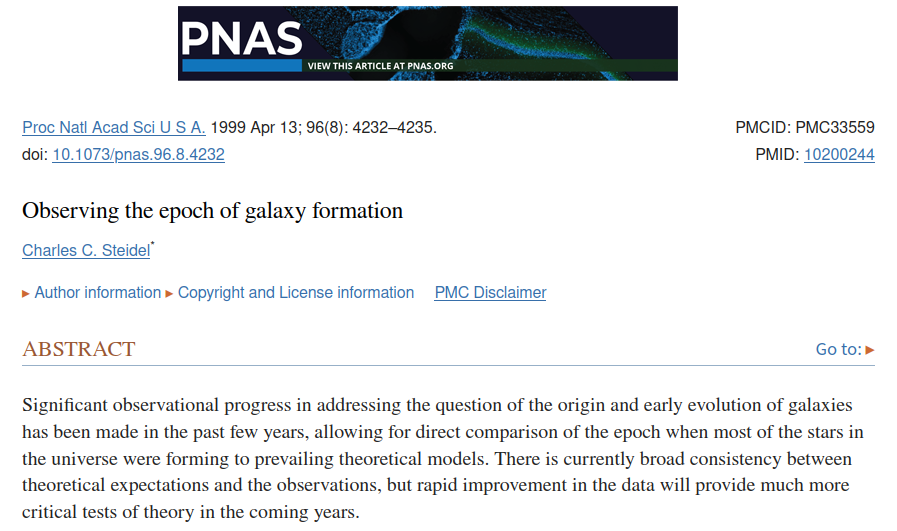 PNAS
VIEW THIS ARTICLE AT PNAS.ORG
Proc Natl Acad Sci U S A. 1999 Apr 13; 96(8): 4232–4235.
PMCID: PMC33559
doi: 10.1073/pnas.96.8.4232
PMID: 10200244
Observing the epoch of galaxy formation
Charles C. Steidel*
▸ Author information ▸ Copyright and License information PMC Disclaimer
ABSTRACT
Go to: ▸
Significant observational progress in addressing the question of the origin and early evolution of galaxies
has been made in the past few years, allowing for direct comparison of the epoch when most of the stars in
the universe were forming to prevailing theoretical models. There is currently broad consistency between
theoretical expectations and the observations, but rapid improvement in the data will provide much more
critical tests of theory in the coming years.